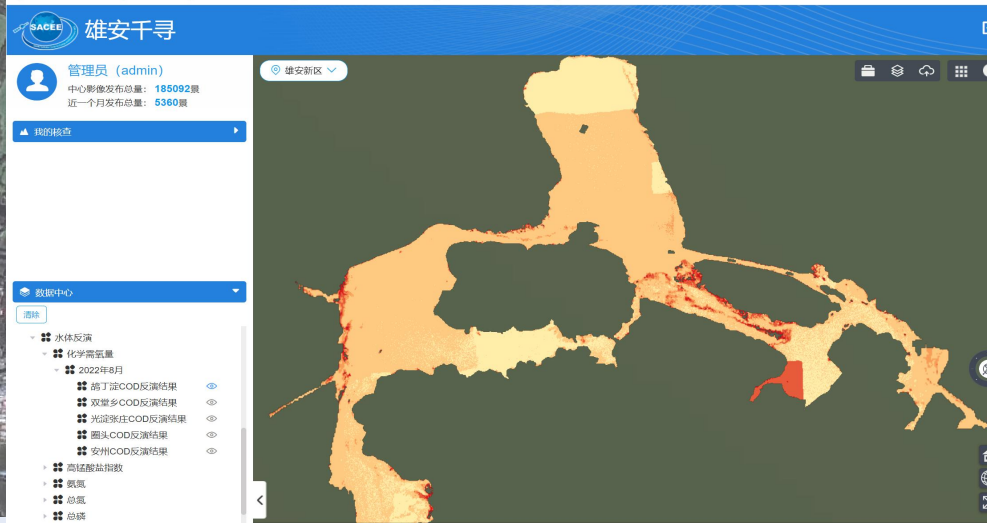 SACEE
雄安千寻
管理员（admin）
中心影像发布总量： 185092景
近一个月发布总量： 5360景
雄安新区
我的核查
数据中心
清除
水体反演
化学需氧量
2022年8月
鸪丁淀COD反演结果
双堂乡COD反演结果
光淀张庄COD反演结果
圈头COD反演结果
安州COD反演结果
高锰酸盐指数
氨氮
总氮
总磷